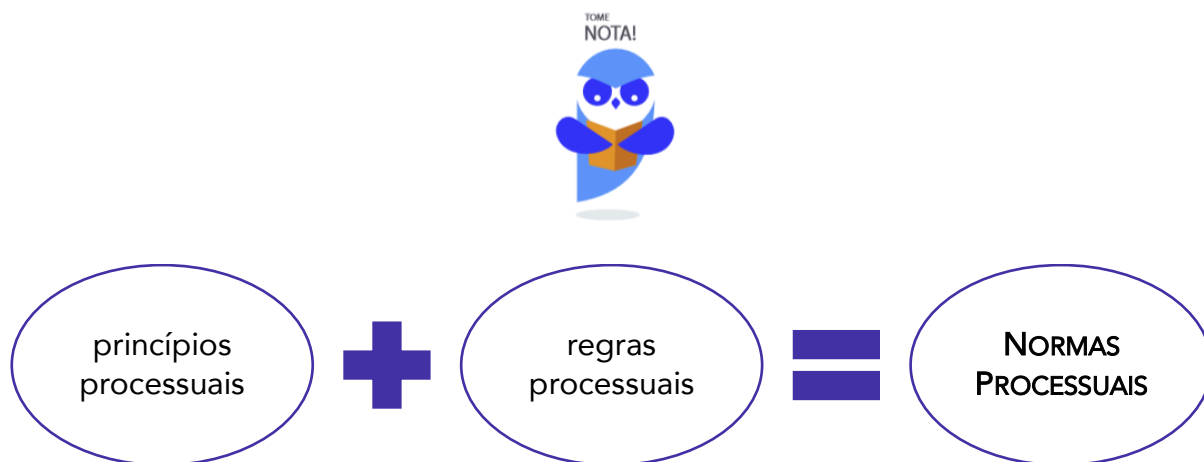 TOME
NOTA!
princípios
processuais
regras
processuais
NORMAS
PROCESSUAIS